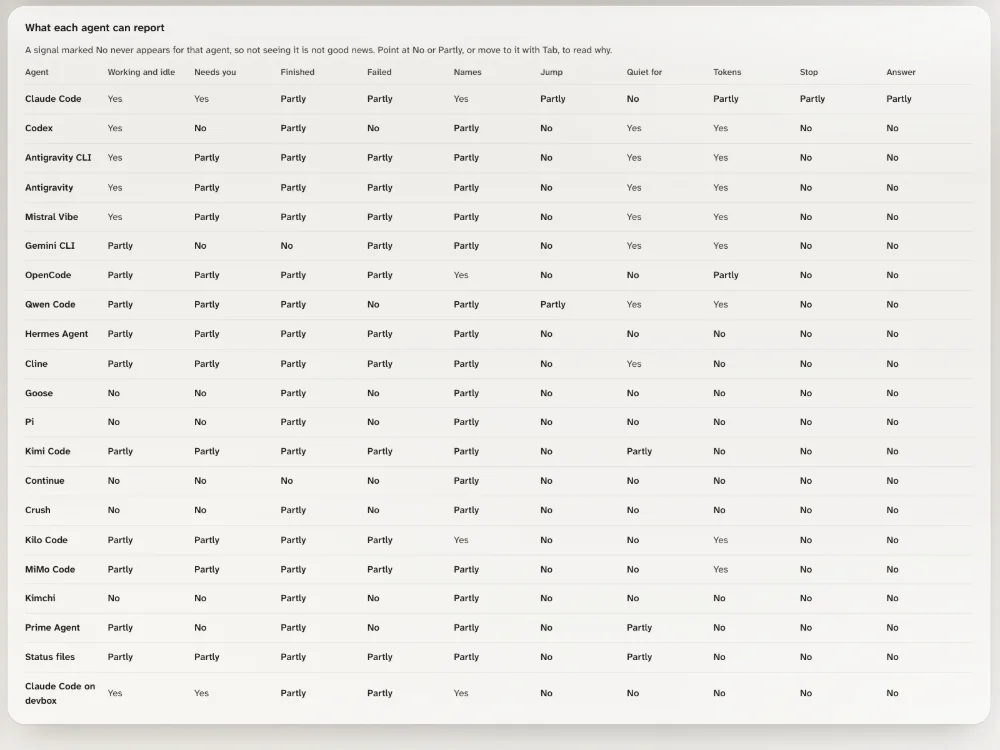 What each agent can report
A signal marked No never appears for that agent, so not seeing it is not good news. Point at No or Partly, or move to it with Tab, to read why.
Agent Working and idle Needs you Finished Failed Names Jump Quiet for Tokens Stop Answer
Claude Code Yes Yes Partly Partly Yes Partly No Partly Partly Partly
Codex Yes No Partly No Partly No Yes Yes No No
Antigravity CLI Yes Partly Partly Partly Partly No Yes Yes No No
Antigravity Yes Partly Partly Partly Partly No Yes Yes No No
Mistral Vibe Yes Partly Partly Partly Partly No Yes Yes No No
Gemini CLI Partly No No Partly Partly No Yes Yes No No
OpenCode Partly Partly Partly Partly Yes No No Partly No No
Qwen Code Partly Partly Partly No Partly Partly Yes Yes No No
Hermes Agent Partly Partly Partly Partly Partly No No No No No
Cline Partly Partly Partly Partly Partly No Yes No No No
Goose No No Partly No Partly No No No No No
Pi No No Partly No Partly No No No No No
Kimi Code Partly Partly Partly Partly Partly No Partly No No No
Continue No No No No Partly No No No No No
Crush No No Partly No Partly No No No No No
Kilo Code Partly Partly Partly Partly Yes No No Yes No No
MiMo Code Partly Partly Partly Partly Partly No No Yes No No
Kimchi No No Partly No Partly No No No No No
Prime Agent Partly No Partly No Partly No Partly No No No
Status files Partly Partly Partly Partly Partly No Partly No No No
Claude Code on
devbox Yes Yes Partly Partly Yes No No No No No